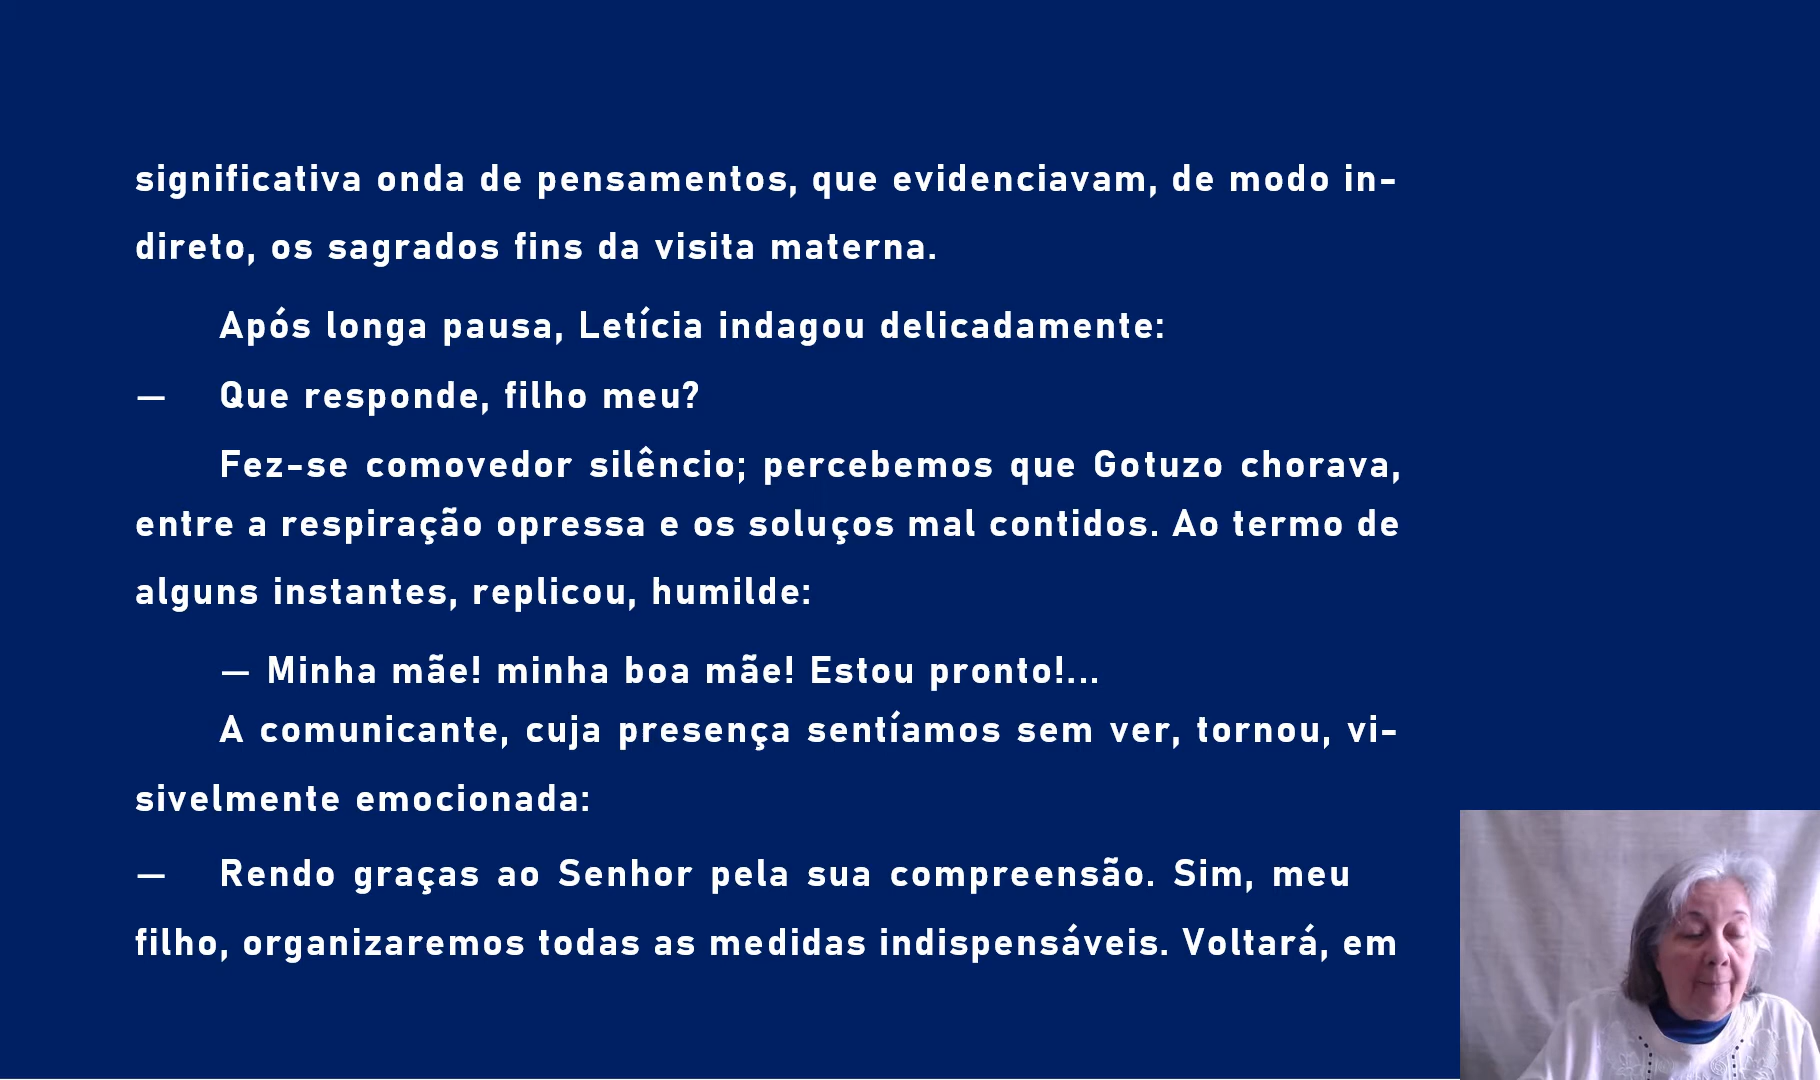 significativa onda de pensamentos, que evidenciavam, de modo in-
direto, os sagrados fins da visita materna.
Após longa pausa, Letícia indagou delicadamente:
— Que responde, filho meu?
Fez-se comovedor silêncio; percebemos que Gotuzo chorava,
entre a respiração opressa e os soluços mal contidos. Ao termo de
alguns instantes, replicou, humilde:
— Minha mãe! minha boa mãe! Estou pronto!...
A comunicante, cuja presença sentíamos sem ver, tornou, vi-
sivelmente emocionada:
— Rendo graças ao Senhor pela sua compreensão. Sim, meu
filho, organizaremos todas as medidas indispensáveis. Voltará, em